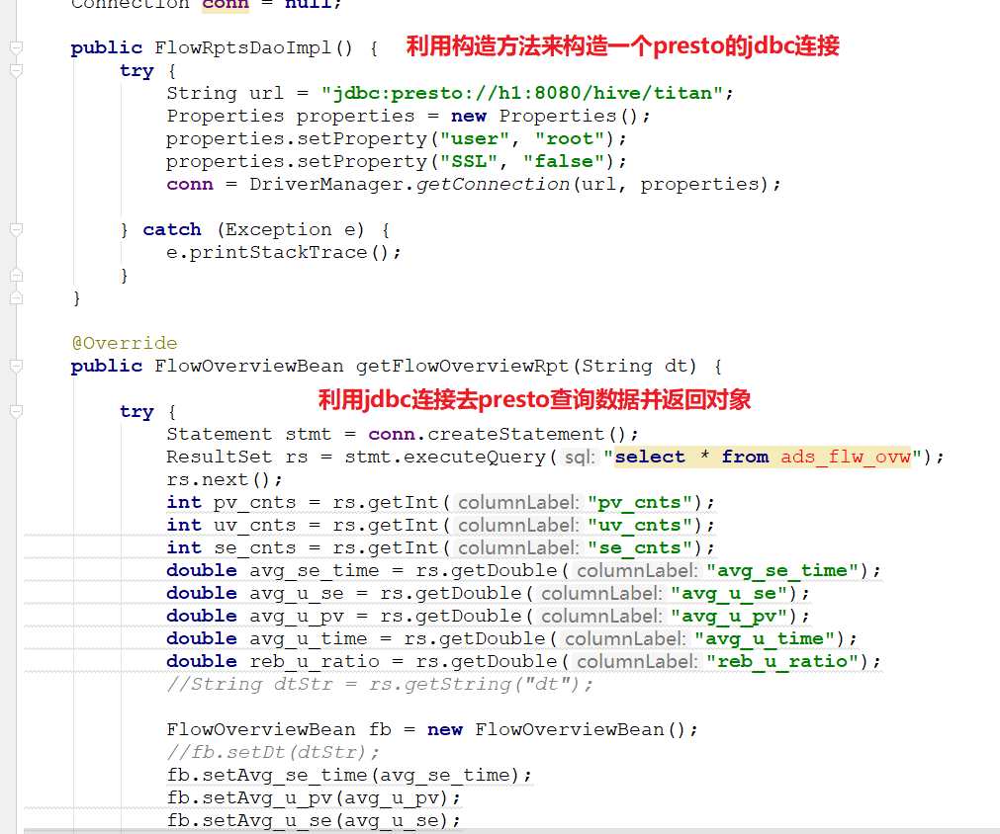 Connection conn = null;
public FlowRptsDaoImpl() { 利用构造方法来构造一个presto的jdbc连接
try {
String url = "jdbc:presto://h1:8080/hive/titan";
Properties properties = new Properties();
properties.setProperty("user", "root");
properties.setProperty("SSL", "false");
conn = DriverManager.getConnection(url, properties);
} catch (Exception e) {
e.printStackTrace();
}
}
@Override
public FlowOverviewBean getFlowOverviewRpt(String dt) {
利用jdbc连接去presto查询数据并返回对象
try {
Statement stmt = conn.createStatement();
ResultSet rs = stmt.executeQuery( sql: "select * from ads_flw_ovw");
rs.next();
int pv_cnts = rs.getInt( columnLabel: "pv_cnts");
int uv_cnts = rs.getInt( columnLabel: "uv_cnts");
int se_cnts = rs.getInt( columnLabel: "se_cnts");
double avg_se_time = rs.getDouble( columnLabel: "avg_se_time");
double avg_u_se = rs.getDouble( columnLabel: "avg_u_se");
double avg_u_pv = rs.getDouble( columnLabel: "avg_u_pv");
double avg_u_time = rs.getDouble( columnLabel: "avg_u_time");
double reb_u_ratio = rs.getDouble( columnLabel: "reb_u_ratio");
//String dtStr = rs.getString("dt");
FlowOverviewBean fb = new FlowOverviewBean();
//fb.setDt(dtStr);
fb.setAvg_se_time(avg_se_time);
fb.setAvg_u_pv(avg_u_pv);
fb.setAvg_u_se(avg_u_se);